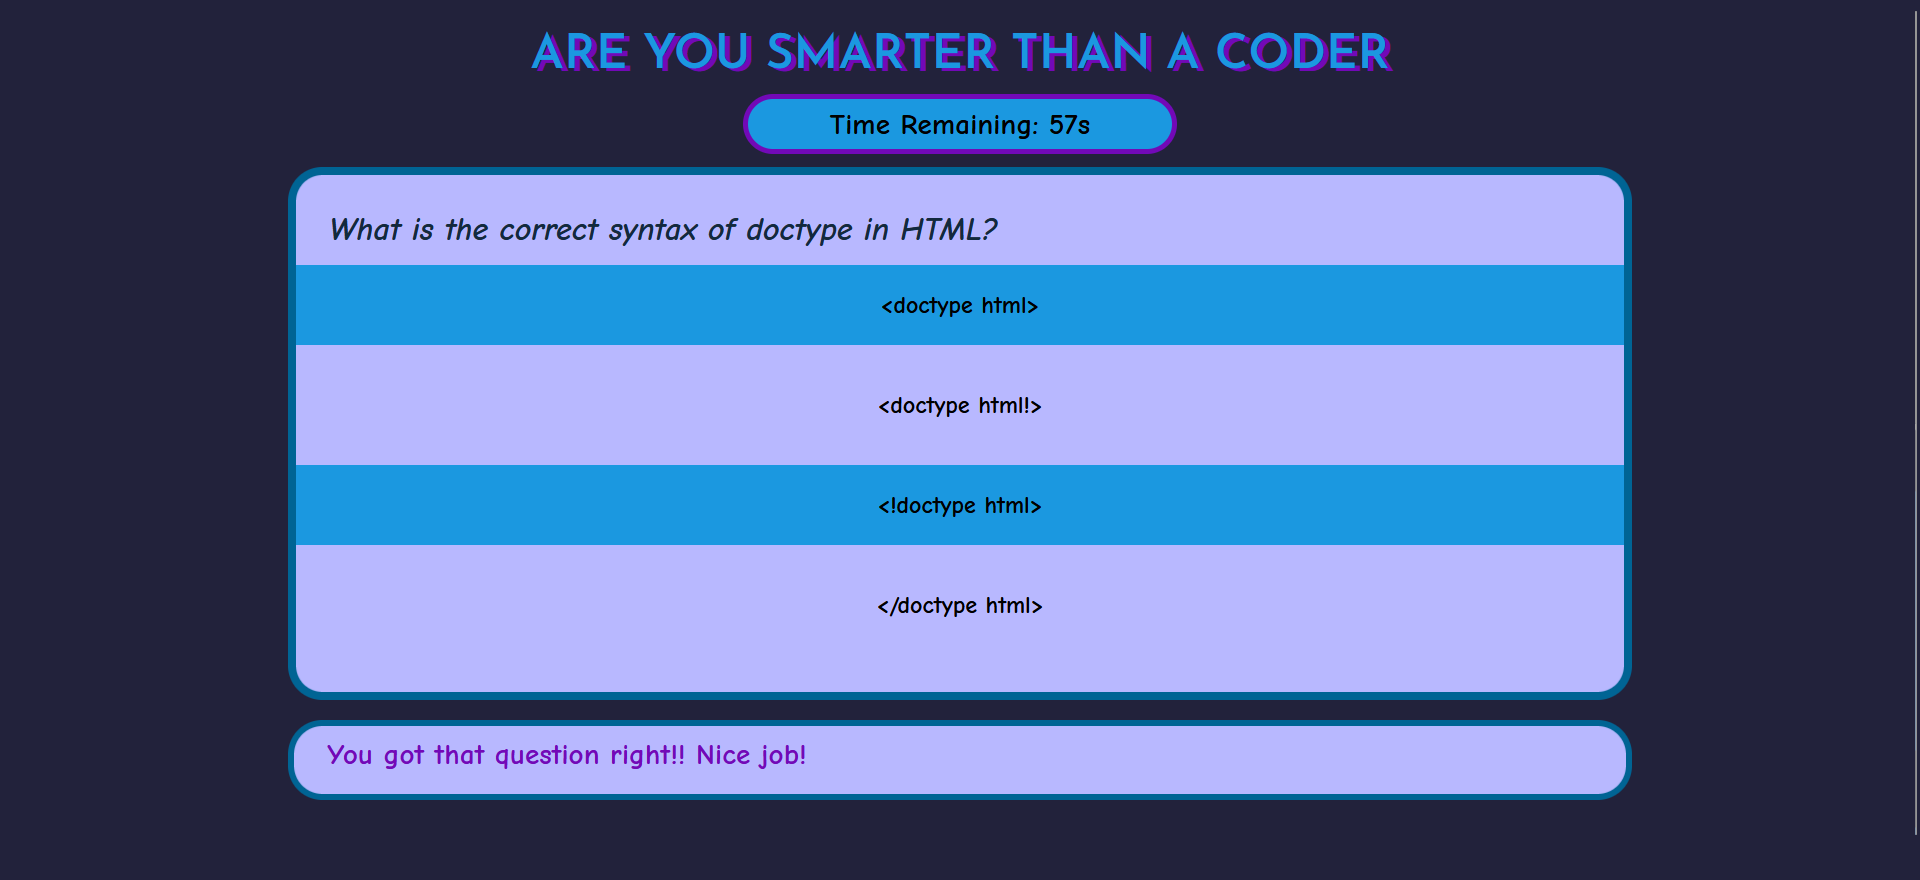 ARE YOU SMARTER THAN A CODER
Time Remaining: 57s
What is the correct syntax of doctype in HTML?
<doctype html>
<doctype html!>
<!doctype html>
</doctype html>
You got that question right!! Nice job!